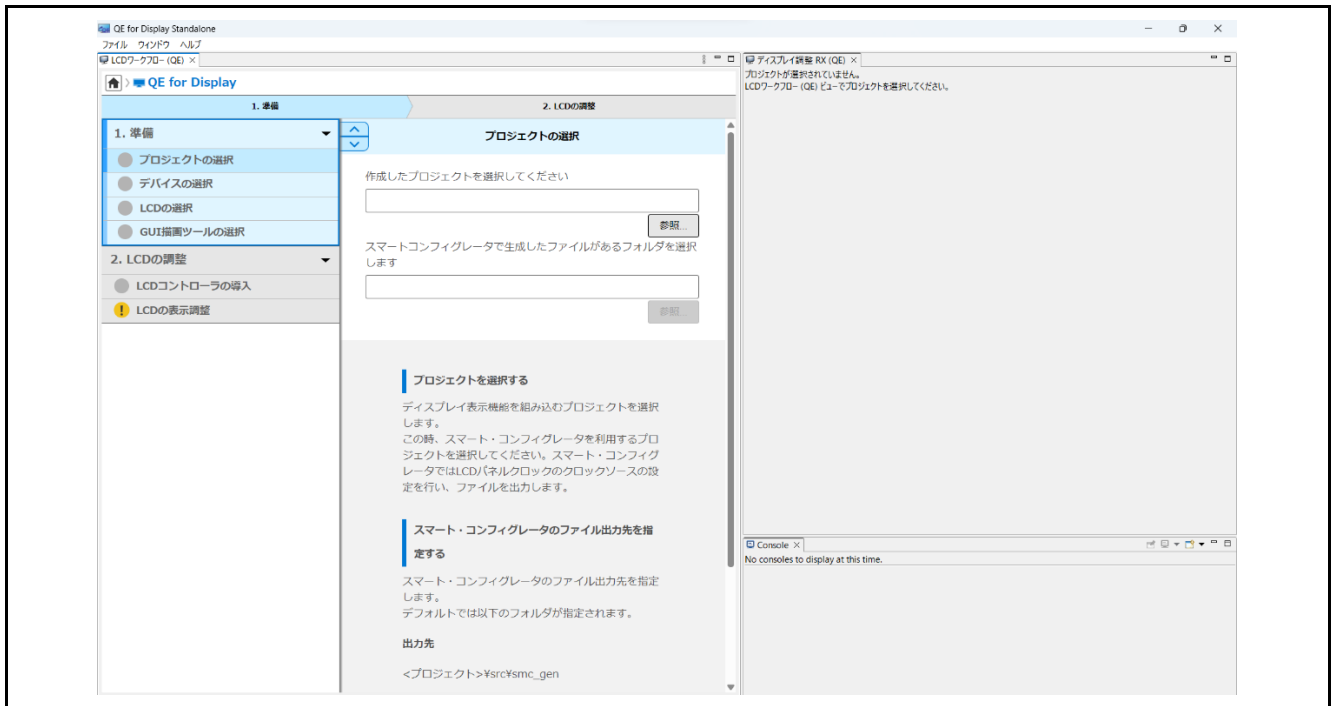 QE for Display Standalone
ファイル ウィンドウ ヘルプ
LCDワークフロー (QE)
QE for Display
1. 準備
2. LCDの調整
1. 準備
プロジェクトの選択
デバイスの選択
LCDの選択
GUI描画ツールの選択
2. LCDの調整
LCDコントローラの導入
LCDの表示調整
プロジェクトの選択
作成したプロジェクトを選択してください
参照...
スマートコンフィグレータで生成したファイルがあるフォルダを選択
します
参照...
プロジェクトを選択する
ディスプレイ表示機能を組み込むプロジェクトを選択
します。
この時、スマート・コンフィグレータを利用するプロ
ジェクトを選択してください。スマート・コンフィグ
レータではLCDパネルクロックのクロックソースの設
定を行い、ファイルを出力します。
スマート・コンフィグレータのファイル出力先を指
定する
スマート・コンフィグレータのファイル出力先を指定
します。
デフォルトでは以下のフォルダが指定されます。
出力先
<プロジェクト>¥src¥smc_gen
ディスプレイ調整 RX (QE)
プロジェクトが選択されていません。
LCDワークフロー (QE) ビューでプロジェクトを選択してください。
Console
No consoles to display at this time.